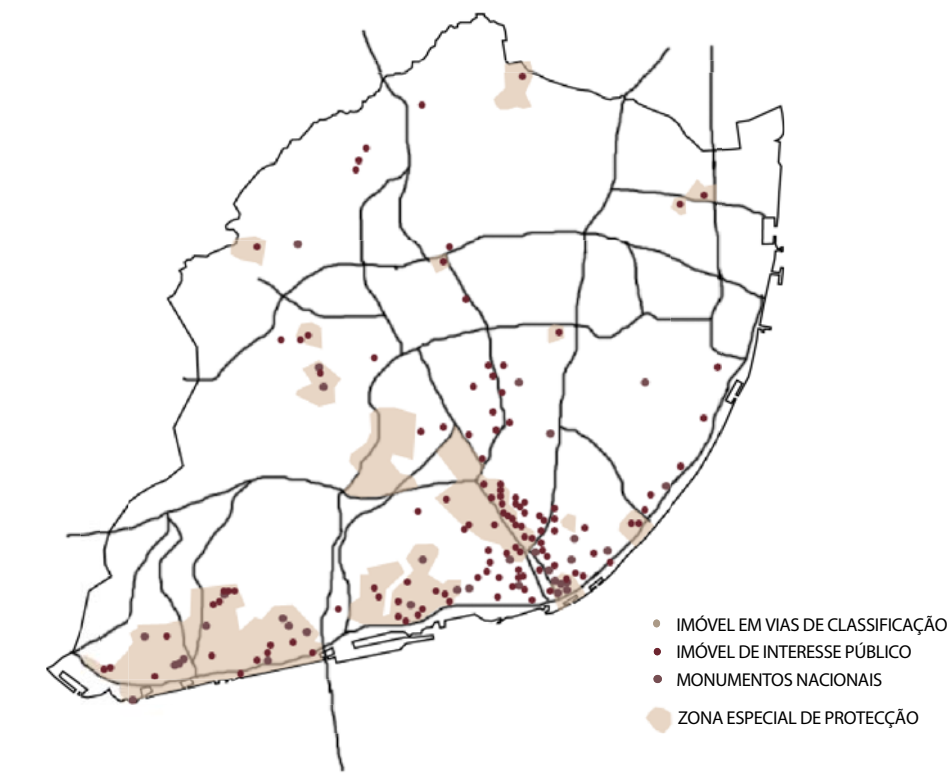 IMÓVEL EM VIAS DE CLASSIFICAÇÃO
IMÓVEL DE INTERESSE PÚBLICO
MONUMENTOS NACIONAIS
ZONA ESPECIAL DE PROTECÇÃO